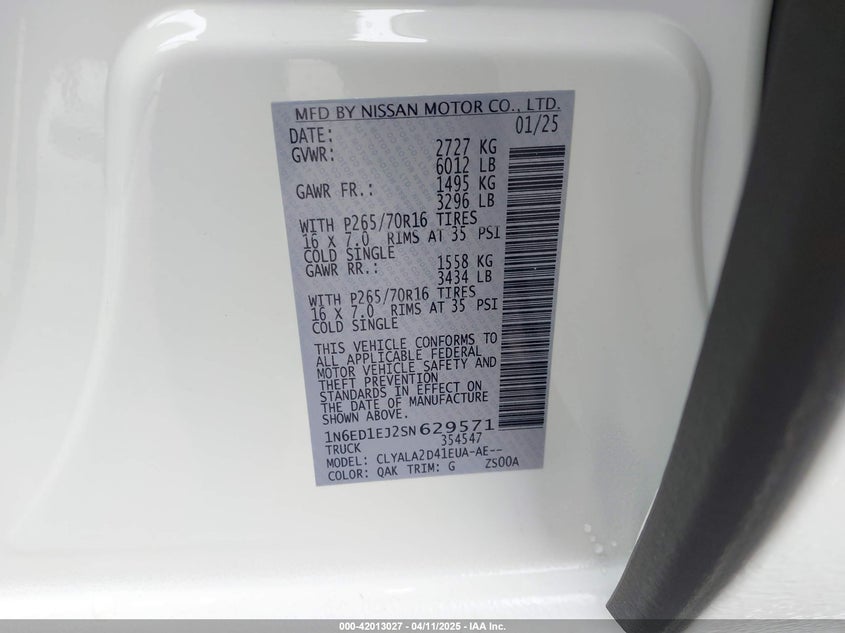 MFD BY NISSAN MOTOR CO., LTD.
DATE: 01/25
GVWR: 2727 KG
6012 LB
GAWR FR.: 1495 KG
3296 LB
WITH P265/70R16 TIRES
16 X 7.0 RIMS AT 35 PSI
COLD SINGLE
GAWR RR.: 1558 KG
3434 LB
WITH P265/70R16 TIRES
16 X 7.0 RIMS AT 35 PSI
COLD SINGLE
THIS VEHICLE CONFORMS TO
ALL APPLICABLE FEDERAL
MOTOR VEHICLE SAFETY AND
THEFT PREVENTION
STANDARDS IN EFFECT ON
THE DATE OF MANUFACTURE
SHOWN ABOVE.
1N6ED1EJ2SN629571
TRUCK 354547
MODEL: CLYALA2D41EUA-AE--
COLOR: QAK TRIM: G ZS00A
000-42013027 - 04/11/2025 - IAA Inc.